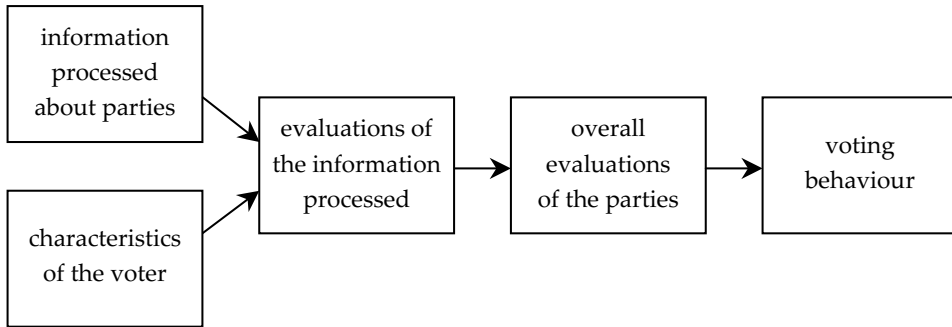 information
processed
about parties
characteristics
of the voter
evaluations of
the information
processed
overall
evaluations
of the parties
voting
behaviour